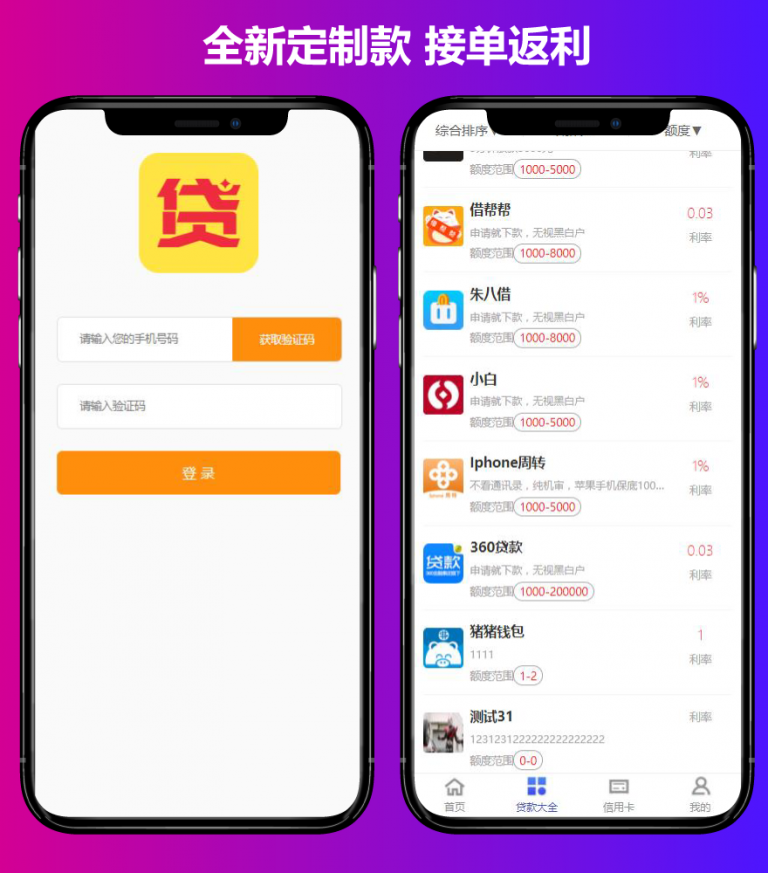 全新定制款 接单返利
贷
请输入您的手机号码
获取验证码
请输入验证码
登 录
综合排序▼
额度▼
利率
额度范围 1000-5000
借帮帮
0.03
申请就下款，无视黑白户
利率
额度范围 1000-8000
朱八借
1%
申请就下款，无视黑白户
利率
额度范围 1000-8000
小白
1%
申请就下款，无视黑白户
利率
额度范围 1000-5000
Iphone周转
1%
不看通讯录，纯机审，苹果手机保底100...
利率
额度范围 1000-5000
贷款
360贷款
0.03
申请就下款，无视黑白户
利率
额度范围 1000-200000
猪猪钱包
1
1111
利率
额度范围 1-2
测试31
利率
1231231222222222222222
额度范围 0-0
首页
贷款大全
信用卡
我的